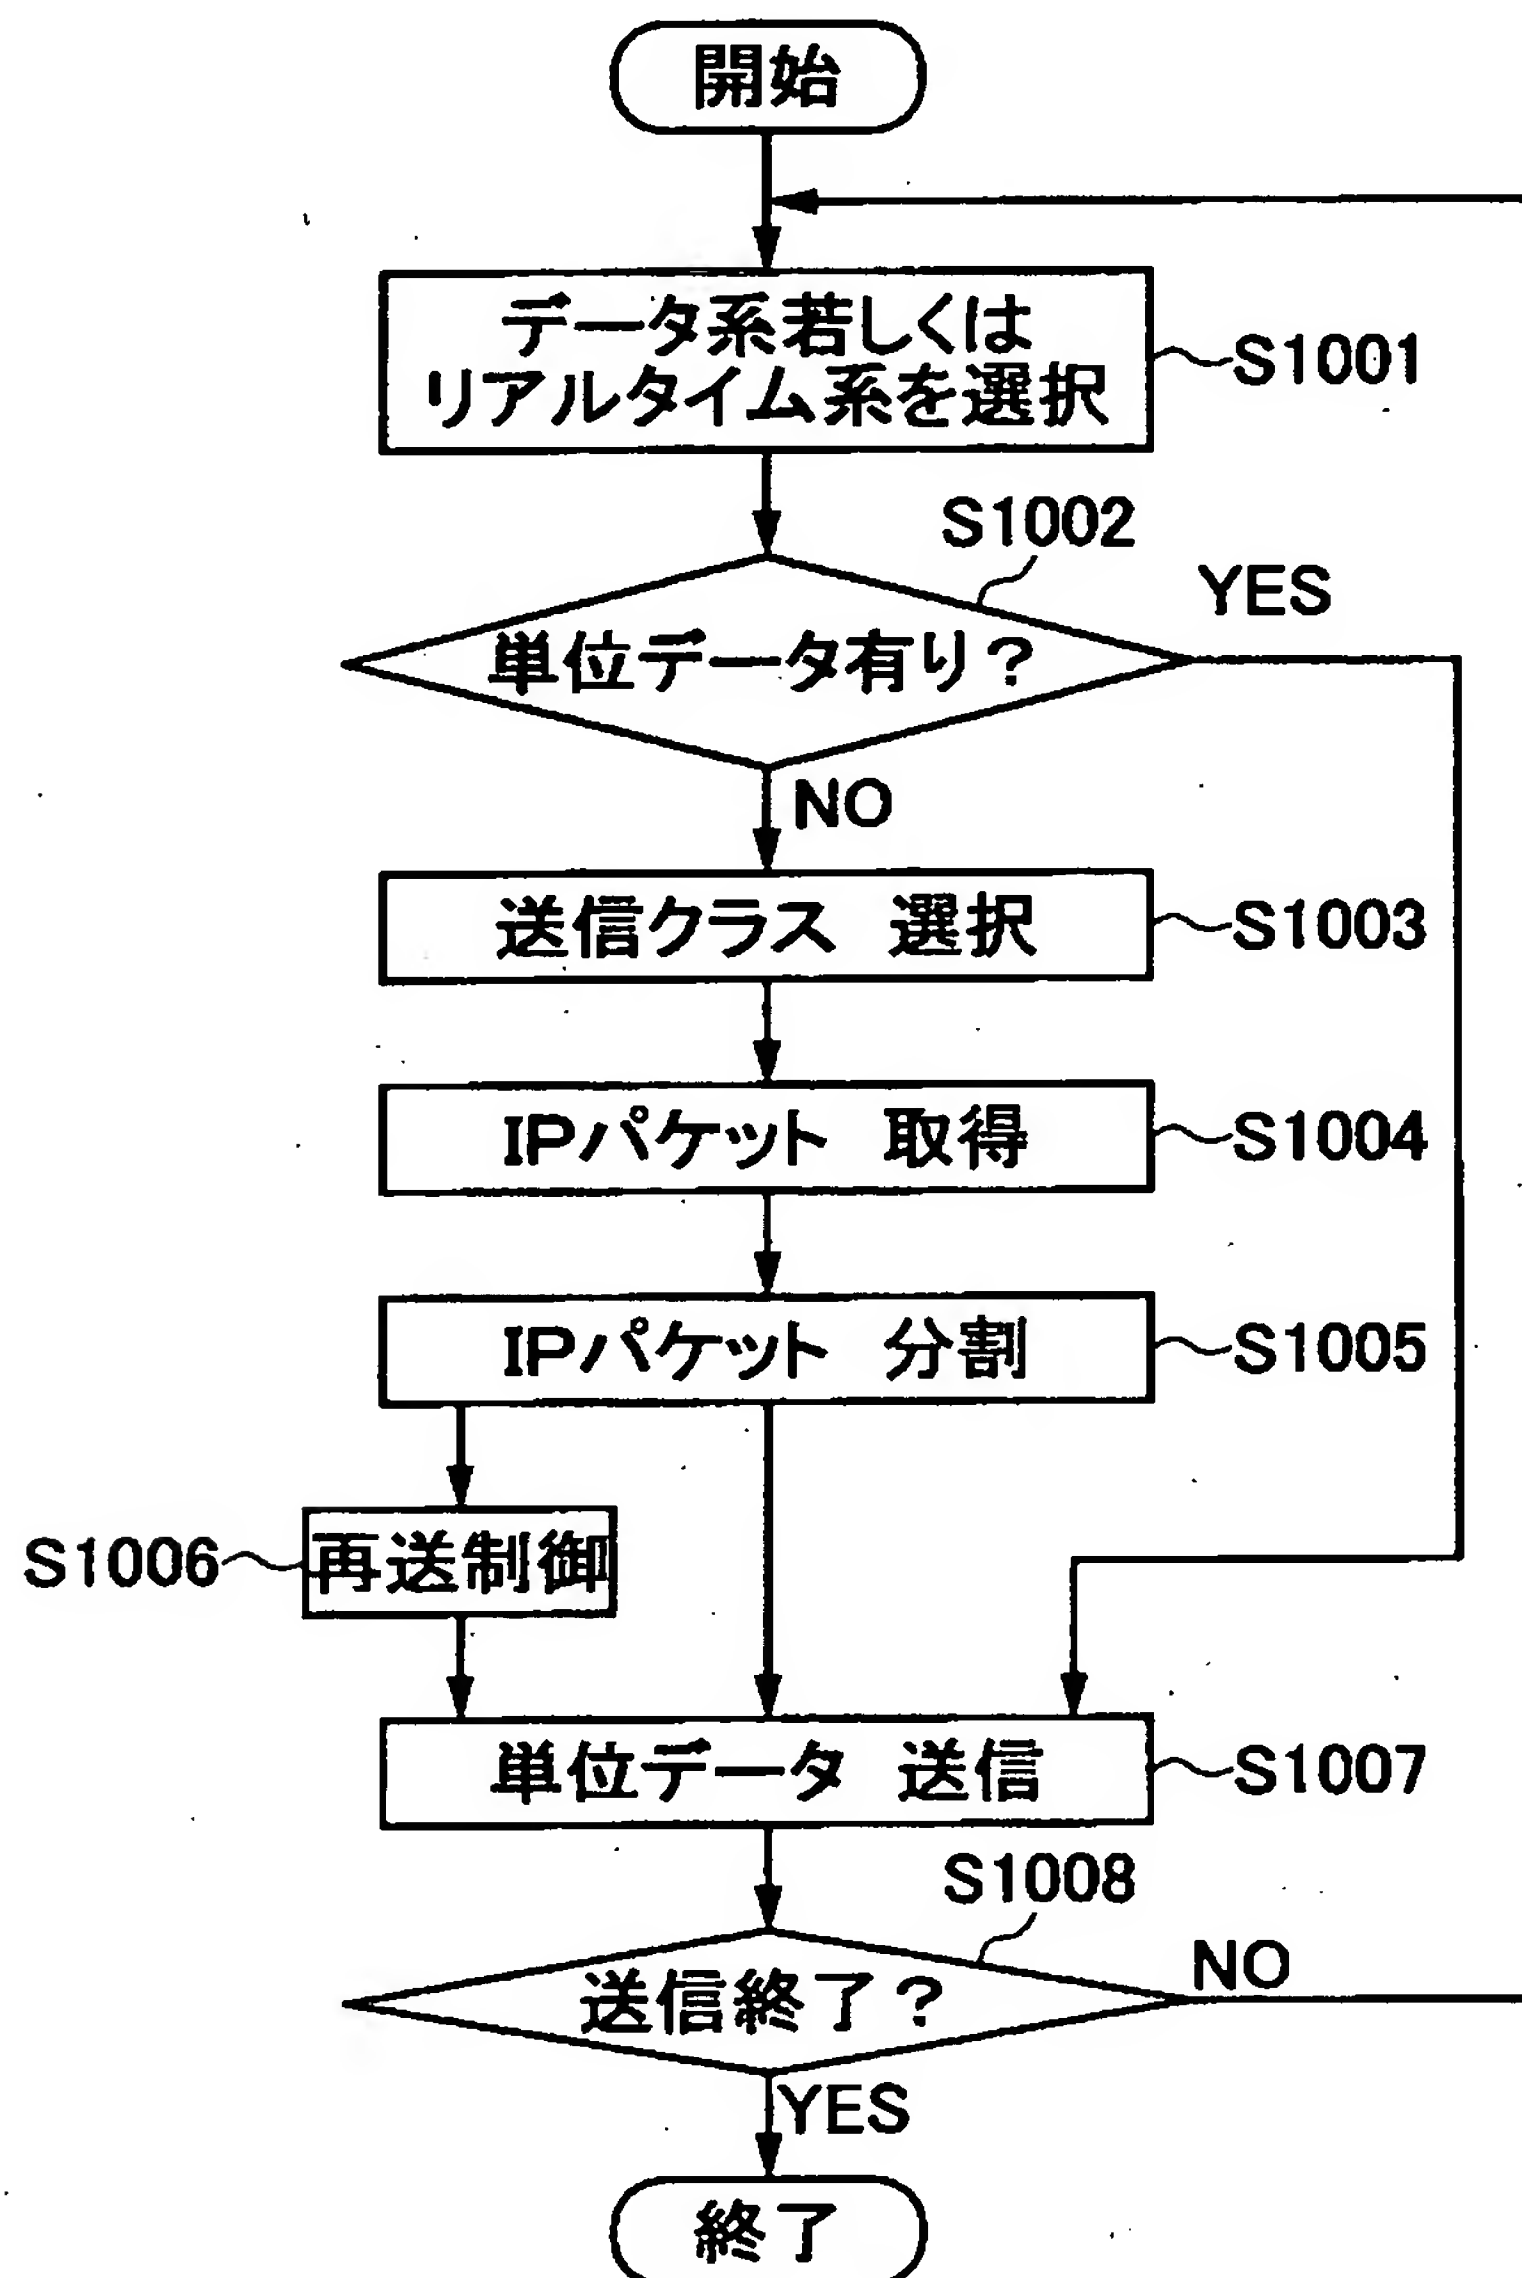 開始
データ系若しくは
リアルタイム系を選択
S1001
S1002
YES
単位データ有り?
NO
送信クラス 選択
S1003
IPパケット 取得
S1004
IPパケット 分割
S1005
S1006
再送制御
単位データ 送信
S1007
S1008
NO
送信終了?
YES
終了